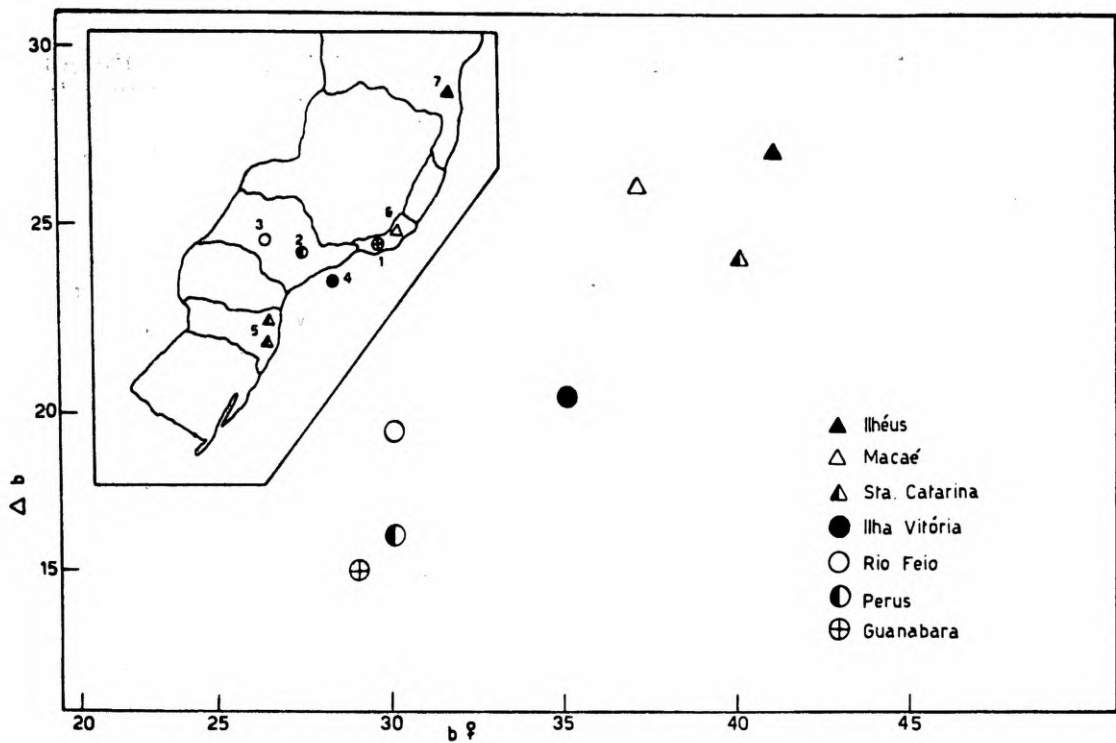 30
25
20
15
Δ b
20
25
30
35
40
45
b ♀
7
6
3
2
1
4
5
▲ Ilhéus
△ Macaé
Sta. Catarina
● Ilha Vitória
○ Rio Feio
◐ Perus
⊕ Guanabara